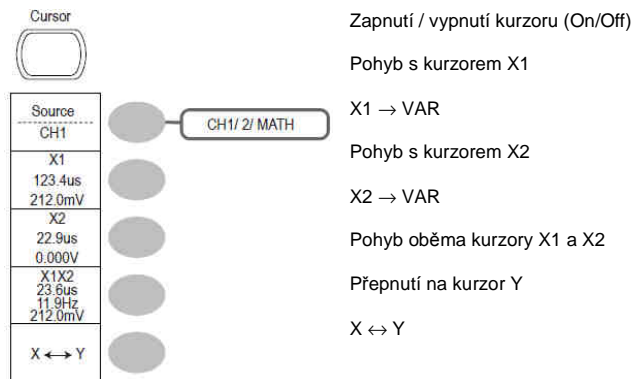 Cursor
Source
CH1
CH1/ 2/ MATH
X1
123.4us
212.0mV
X2
22.9us
0.000V
X1X2
23.6us
11.9Hz
212.0mV
X ⟷ Y
Zapnutí / vypnutí kurzoru (On/Off)
Pohyb s kurzorem X1
X1 → VAR
Pohyb s kurzorem X2
X2 → VAR
Pohyb oběma kurzory X1 a X2
Přepnutí na kurzor Y
X ↔ Y